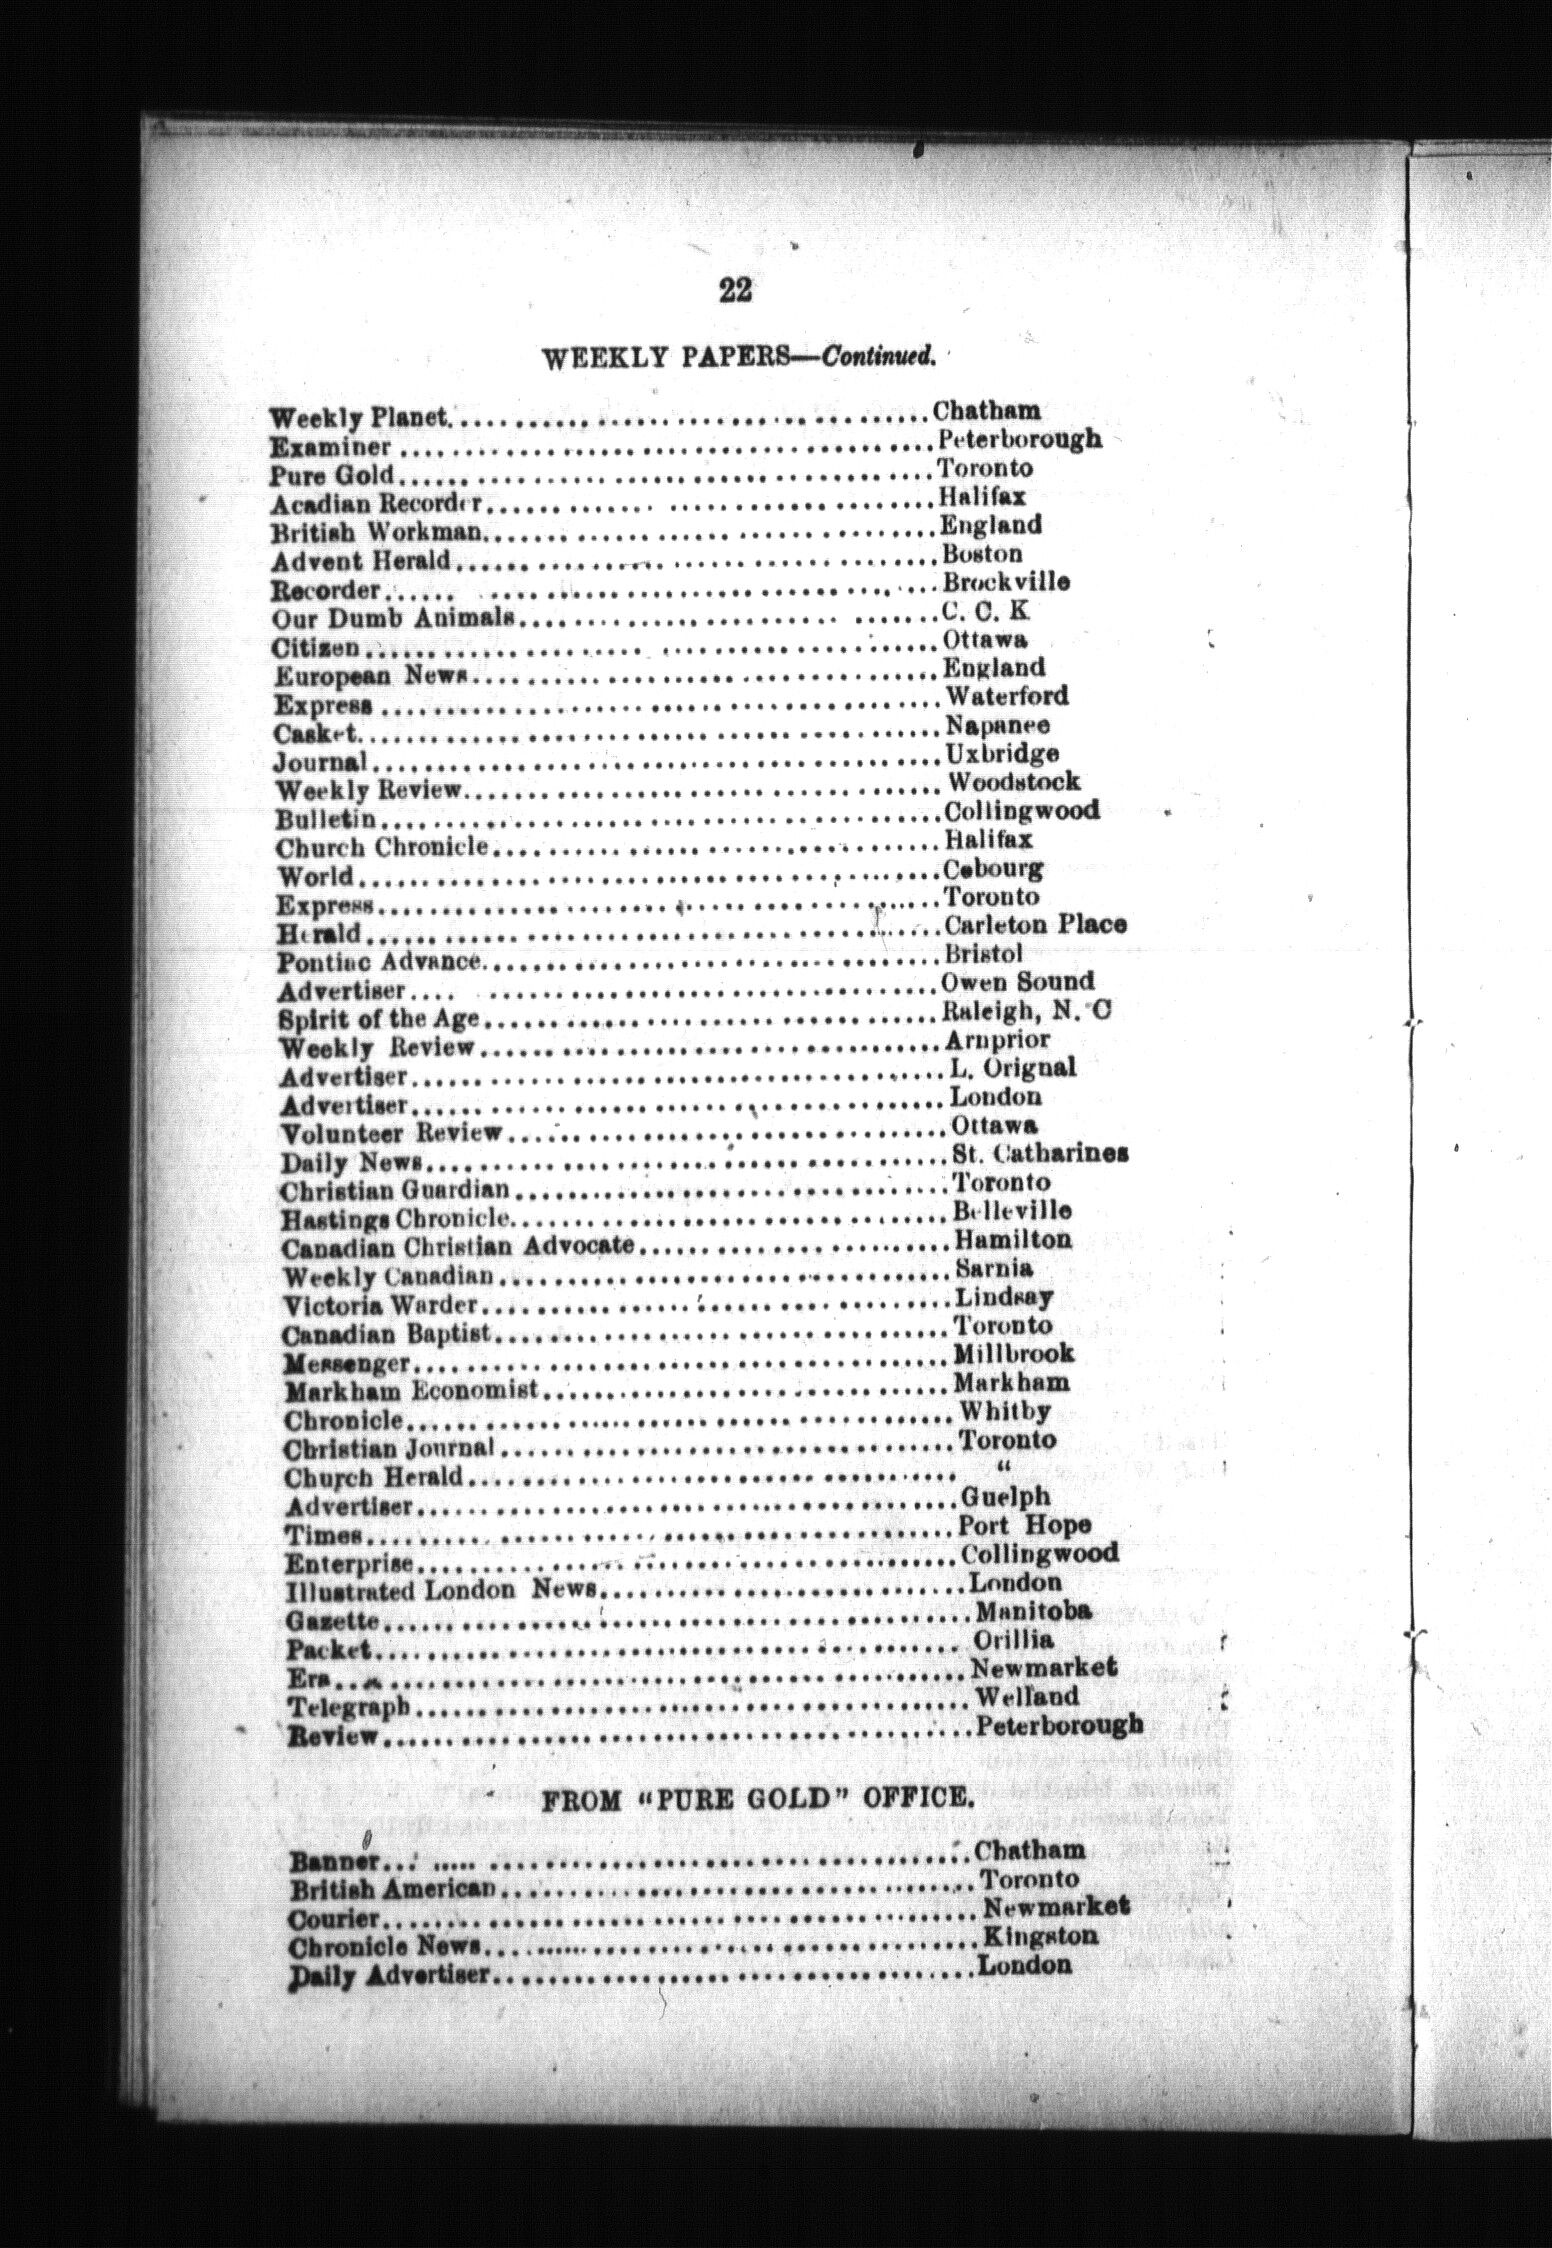 22
WEEKLY PAPERS—Continued.
Weekly Planet....................................Chatham
Examiner....................................Peterborough
Pure Gold....................................Toronto
Acadian Recorder....................................Halifax
British Workman....................................England
Advent Herald....................................Boston
Recorder....................................Brockville
Our Dumb Animals....................................C. C. K
Citizen....................................Ottawa
European News....................................England
Express....................................Waterford
Casket....................................Napanee
Journal....................................Uxbridge
Weekly Review....................................Woodstock
Bulletin....................................Collingwood
Church Chronicle....................................Halifax
World....................................Cobourg
Express....................................Toronto
Herald....................................Carleton Place
Pontiac Advance....................................Bristol
Advertiser....................................Owen Sound
Spirit of the Age....................................Raleigh, N. C
Weekly Review....................................Arnprior
Advertiser....................................L. Orignal
Advertiser....................................London
Volunteer Review....................................Ottawa
Daily News....................................St. Catharines
Christian Guardian....................................Toronto
Hastings Chronicle....................................Belleville
Canadian Christian Advocate....................................Hamilton
Weekly Canadian....................................Sarnia
Victoria Warder....................................Lindsay
Canadian Baptist....................................Toronto
Messenger....................................Millbrook
Markham Economist....................................Markham
Chronicle....................................Whitby
Christian Journal....................................Toronto
Church Herald.................................... “
Advertiser....................................Guelph
Times....................................Port Hope
Enterprise....................................Collingwood
Illustrated London News....................................London
Gazette....................................Manitoba
Packet....................................Orillia
Era....................................Newmarket
Telegraph....................................Welland
Review....................................Peterborough
FROM “PURE GOLD” OFFICE.
Banner....................................Chatham
British American....................................Toronto
Courier....................................Newmarket
Chronicle News....................................Kingston
Daily Advertiser....................................London